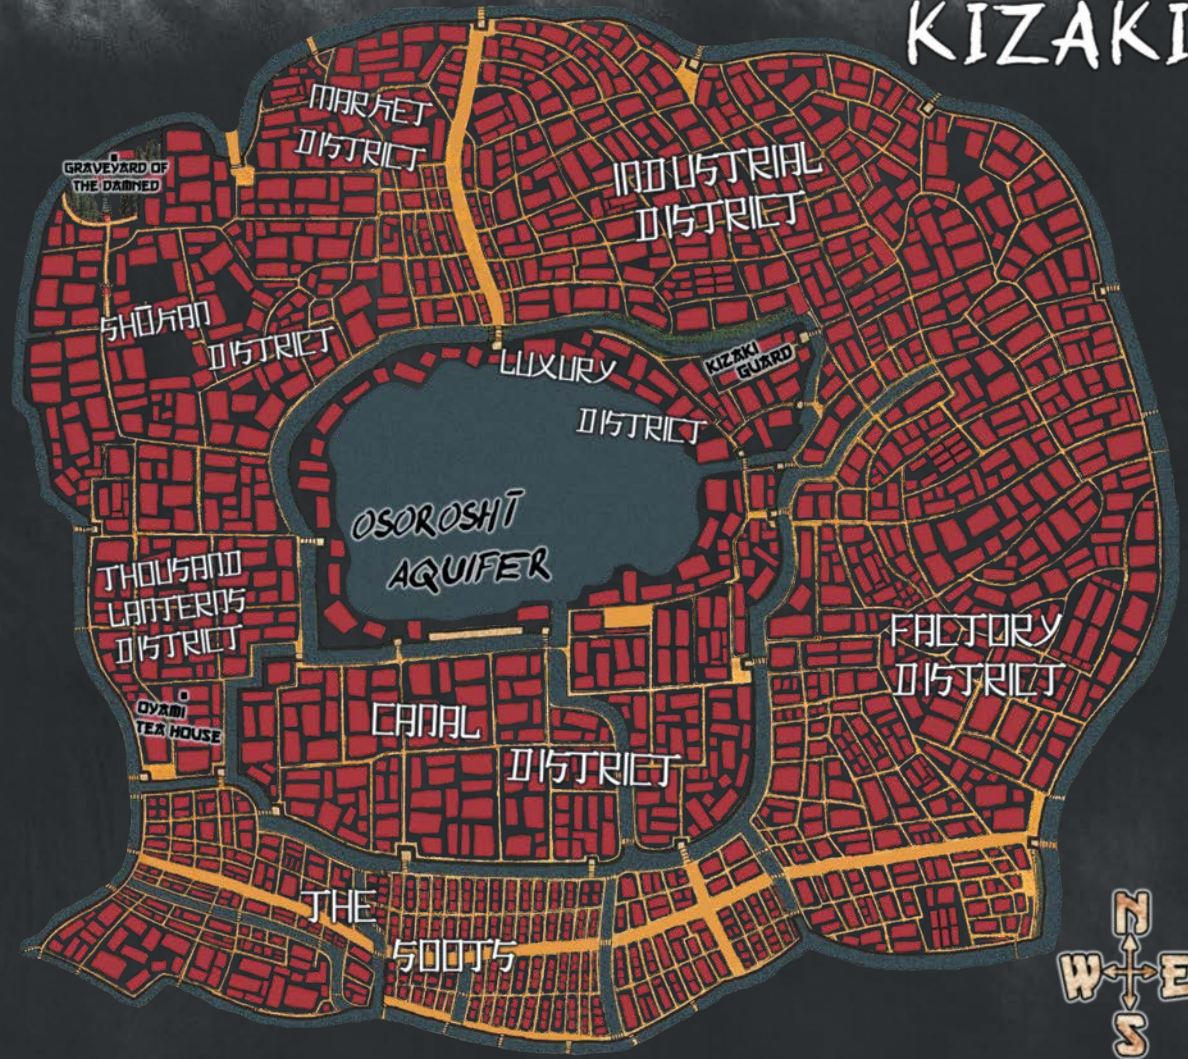 KIZAKI
MARKET
DISTRICT
GRAVEYARD OF
THE DAMNED
INDUSTRIAL
DISTRICT
SHŌKAN
DISTRICT
LUXURY
DISTRICT
KIZAKI
GUARD
OSOROSHĪ
AQUIFER
THOUSAND
LANTERNS
DISTRICT
FACTORY
DISTRICT
OYAMI
TEA HOUSE
CANAL
DISTRICT
THE
SOOTS
N
W E
S